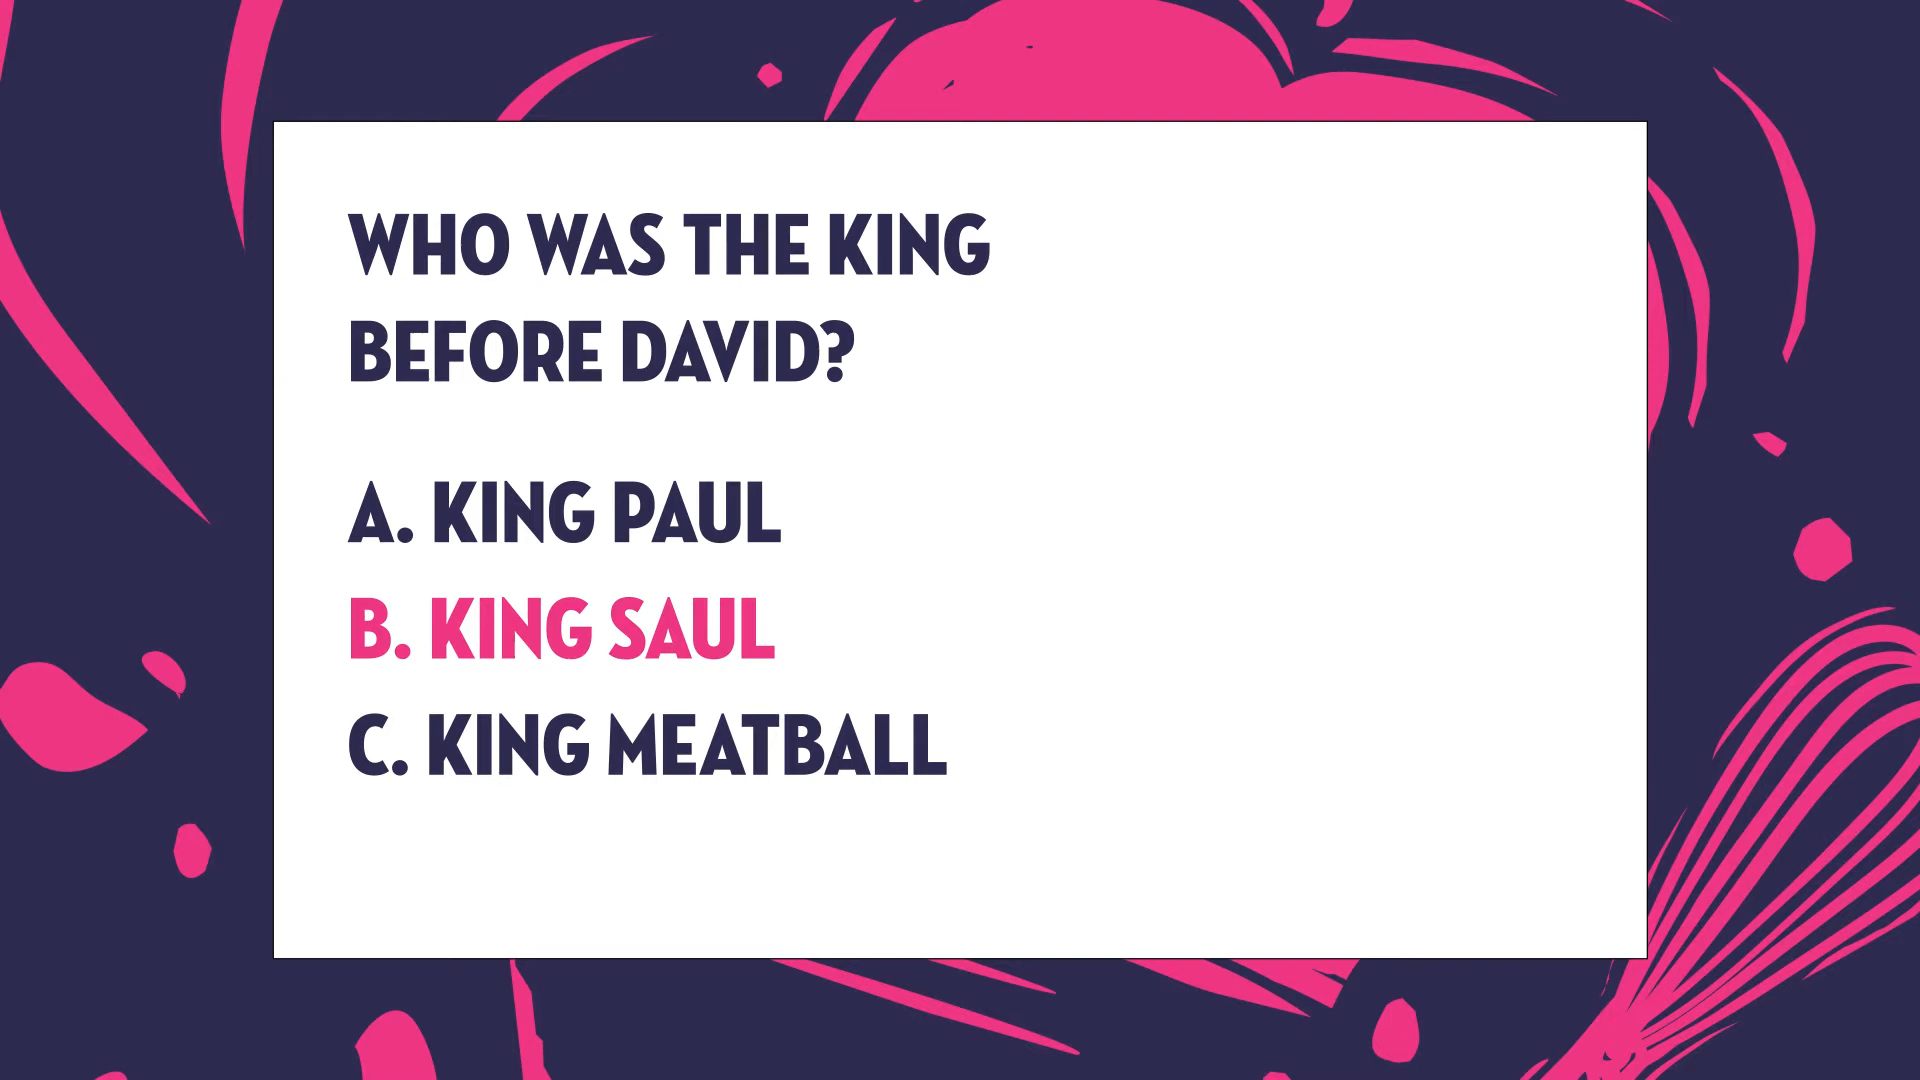 WHO WAS THE KING
BEFORE DAVID?
A. KING PAUL
B. KING SAUL
C. KING MEATBALL